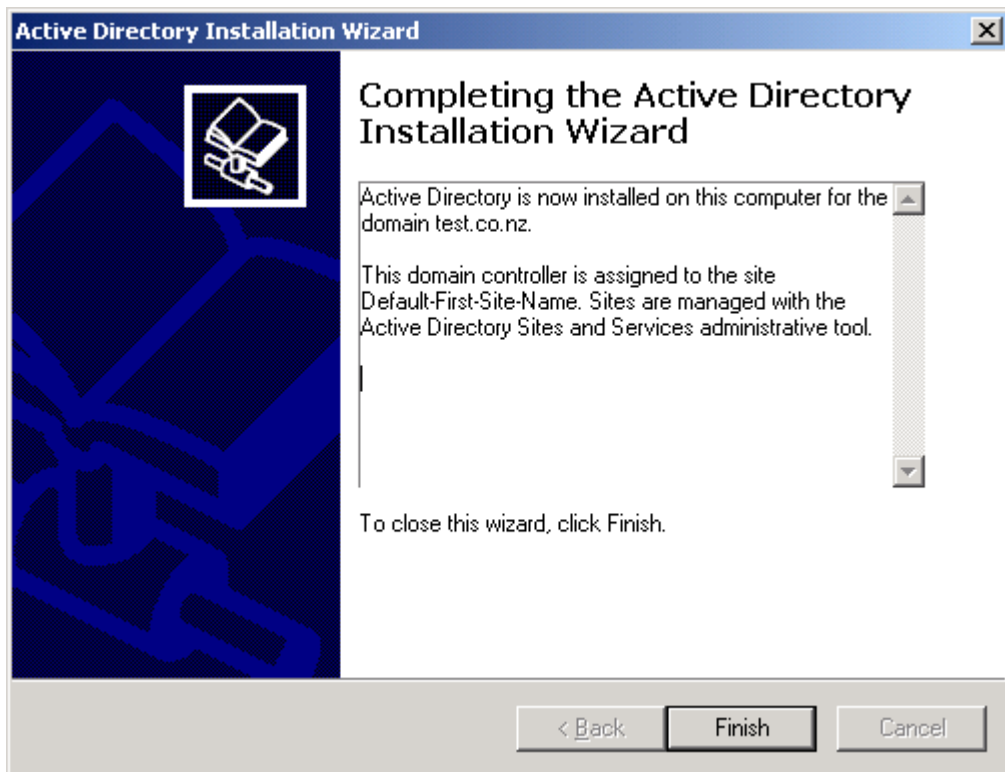 Active Directory Installation Wizard
Completing the Active Directory
Installation Wizard
Active Directory is now installed on this computer for the
domain test.co.nz.
This domain controller is assigned to the site
Default-First-Site-Name. Sites are managed with the
Active Directory Sites and Services administrative tool.
To close this wizard, click Finish.
< Back
Finish
Cancel